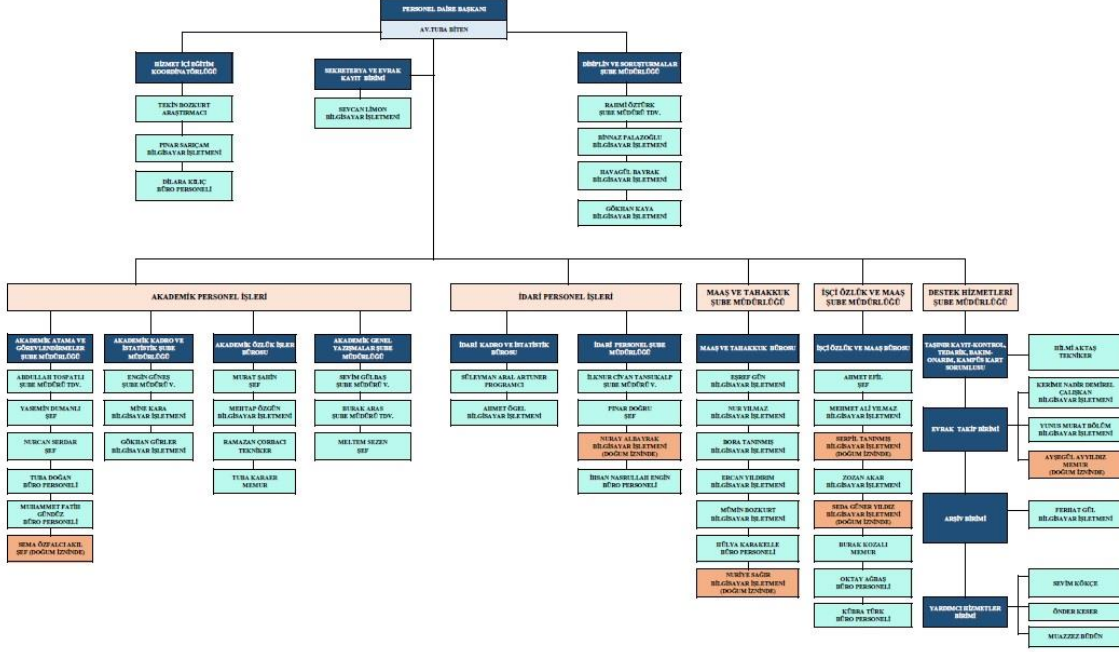 PERSONEL DAİRE BAŞKANI
AV.TUBA BİTEN
HİZMET İÇİ EĞİTİM
KOORDİNATÖRLÜĞÜ
TEKİN BOZKURT
ARAŞTIRMACI
PINAR SARIÇAM
BİLGİSAYAR İŞLETMENİ
DİLARA KILIÇ
BÜRO PERSONELİ
SEKRETERYA VE EVRAK
KAYIT BİRİMİ
SEVCAN LİMON
BİLGİSAYAR İŞLETMENİ
DİSİPLİN VE SORUŞTURMALAR
ŞUBE MÜDÜRLÜĞÜ
RAHMİ ÖZTÜRK
ŞUBE MÜDÜRÜ TDV.
BİNNAZ PALAZOĞLU
BİLGİSAYAR İŞLETMENİ
HAVAGÜL BAYRAK
BİLGİSAYAR İŞLETMENİ
GÖKHAN KAYA
BİLGİSAYAR İŞLETMENİ
AKADEMİK PERSONEL İŞLERİ
AKADEMİK ATAMA VE
GÖREVLENDİRMELER
ŞUBE MÜDÜRLÜĞÜ
ABDULLAH TOSPATLI
ŞUBE MÜDÜRÜ TDV.
YASEMİN DUMANLI
ŞEF
NURCAN SERDAR
ŞEF
TUBA DOĞAN
BÜRO PERSONELİ
MUHAMMET FATİH
GÜNDÜZ
BÜRO PERSONELİ
SEMA ÖZFALCI AKIL
ŞEF (DOĞUM İZNİNDE)
AKADEMİK KADRO VE
İSTATİSTİK ŞUBE
MÜDÜRLÜĞÜ
ENGİN GÜNEŞ
ŞUBE MÜDÜRÜ V.
MİNE KARA
BİLGİSAYAR İŞLETMENİ
GÖKHAN GÜRLER
BİLGİSAYAR İŞLETMENİ
AKADEMİK ÖZLÜK İŞLER
BÜROSU
MURAT ŞAHİN
ŞEF
MEHTAP ÖZGÜN
BİLGİSAYAR İŞLETMENİ
RAMAZAN ÇORBACI
TEKNİKER
TUBA KARAER
MEMUR
AKADEMİK GENEL
YAZIŞMALAR ŞUBE
MÜDÜRLÜĞÜ
SEVİM GÜLBAŞ
ŞUBE MÜDÜRÜ V.
BURAK ARAS
ŞUBE MÜDÜRÜ TDV.
MELTEM SEZEN
ŞEF
İDARİ PERSONEL İŞLERİ
İDARİ KADRO VE İSTATİSTİK
BÜROSU
SÜLEYMAN ARAL ARTUNER
PROGRAMCI
AHMET ÖGEL
BİLGİSAYAR İŞLETMENİ
İDARİ PERSONEL ŞUBE
MÜDÜRLÜĞÜ
İLKNUR CİVAN TANSUKALP
ŞUBE MÜDÜRÜ V.
PINAR DOĞRU
ŞEF
NURAY ALBAYRAK
BİLGİSAYAR İŞLETMENİ
(DOĞUM İZNİNDE)
İHSAN NASRULLAH ENGİN
BÜRO PERSONELİ
MAAŞ VE TAHAKKUK
ŞUBE MÜDÜRLÜĞÜ
MAAŞ VE TAHAKKUK BÜROSU
EŞREF GÜN
BİLGİSAYAR İŞLETMENİ
NUR YILMAZ
BİLGİSAYAR İŞLETMENİ
BORA TANINMIŞ
BİLGİSAYAR İŞLETMENİ
ERCAN YILDIRIM
BİLGİSAYAR İŞLETMENİ
MÜMİN BOZKURT
BİLGİSAYAR İŞLETMENİ
HÜLYA KARAKELLE
BÜRO PERSONELİ
NURİYE SAĞIR
BİLGİSAYAR İŞLETMENİ
(DOĞUM İZNİNDE)
İŞÇİ ÖZLÜK VE MAAŞ
ŞUBE MÜDÜRLÜĞÜ
İŞÇİ ÖZLÜK VE MAAŞ BÜROSU
AHMET EFİL
ŞEF
MEHMET ALİ YILMAZ
BİLGİSAYAR İŞLETMENİ
SERPİL TANINMIŞ
BİLGİSAYAR İŞLETMENİ
(DOĞUM İZNİNDE)
ZOZAN AKAR
BİLGİSAYAR İŞLETMENİ
SEDA GÜNER YILDIZ
BİLGİSAYAR İŞLETMENİ
(DOĞUM İZNİNDE)
BURAK KOZALI
MEMUR
OKTAY AĞBAŞ
BÜRO PERSONELİ
KÜBRA TÜRK
BÜRO PERSONELİ
DESTEK HİZMETLERİ
ŞUBE MÜDÜRLÜĞÜ
TAŞINIR KAYIT-KONTROL,
TEDARİK, BAKIM-
ONARIM, KAMPÜS KART
SORUMLUSU
HİLMİ AKTAŞ
TEKNİKER
EVRAK TAKİP BİRİMİ
KERİME NADİR DEMİREL
ÇALIŞKAN
BİLGİSAYAR İŞLETMENİ
YUNUS MURAT BÖLÜM
BİLGİSAYAR İŞLETMENİ
AYŞEGÜL AYYILDIZ
MEMUR
(DOĞUM İZNİNDE)
ARŞİV BİRİMİ
FERHAT GÜL
BİLGİSAYAR İŞLETMENİ
YARDIMCI HİZMETLER
BİRİMİ
SEVİM KÖKÇE
ÖNDER KESER
MUAZZEZ BÜDÜN